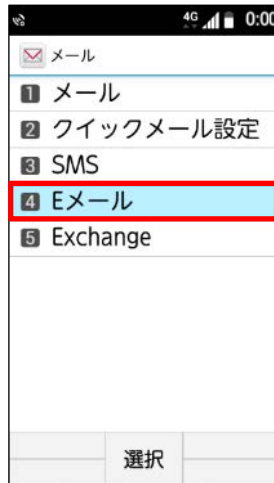 4G 0:00
メール
1 メール
2 クイックメール設定
3 SMS
4 Eメール
5 Exchange
選択